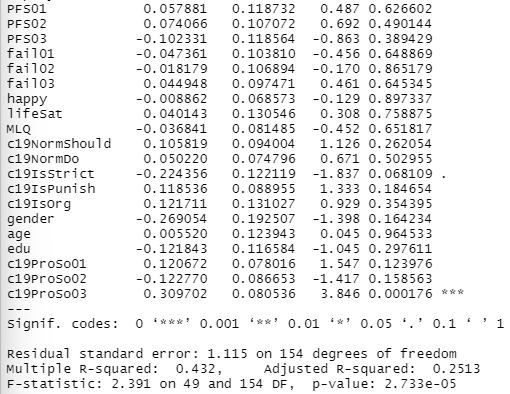 PFS01 0.057881 0.118732 0.487 0.626602
PFS02 0.074066 0.107072 0.692 0.490144
PFS03 -0.102331 0.118564 -0.863 0.389429
fail01 -0.047361 0.103810 -0.456 0.648869
fail02 -0.018179 0.106894 -0.170 0.865179
fail03 0.044948 0.097471 0.461 0.645345
happy -0.008862 0.068573 -0.129 0.897337
lifeSat 0.040143 0.130546 0.308 0.758875
MLQ -0.036841 0.081485 -0.452 0.651817
c19NormShould 0.105819 0.094004 1.126 0.262054
c19NormDo 0.050220 0.074796 0.671 0.502955
c19IsStrict -0.224356 0.122119 -1.837 0.068109 .
c19IsPunish 0.118536 0.088955 1.333 0.184654
c19IsOrg 0.121711 0.131027 0.929 0.354395
gender -0.269054 0.192507 -1.398 0.164234
age 0.005520 0.123943 0.045 0.964533
edu -0.121843 0.116584 -1.045 0.297611
c19ProSo01 0.120672 0.078016 1.547 0.123976
c19ProSo02 -0.122770 0.086653 -1.417 0.158563
c19ProSo03 0.309702 0.080536 3.846 0.000176 ***
---
Signif. codes: 0 ‘***’ 0.001 ‘**’ 0.01 ‘*’ 0.05 ‘.’ 0.1 ‘ ’ 1
Residual standard error: 1.115 on 154 degrees of freedom
Multiple R-squared: 0.432, Adjusted R-squared: 0.2513
F-statistic: 2.391 on 49 and 154 DF, p-value: 2.733e-05